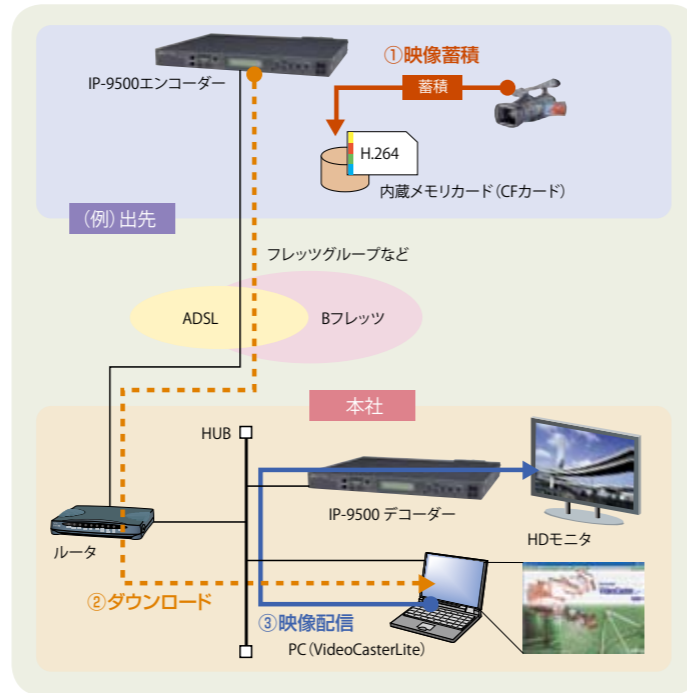 ①映像蓄積
IP-9500エンコーダー
蓄積
H.264
内蔵メモリカード（CFカード）
（例）出先
フレッツグループなど
ADSL
Bフレッツ
本社
HUB
IP-9500 デコーダー
HDモニタ
ルータ
②ダウンロード
③映像配信
PC（VideoCasterLite）